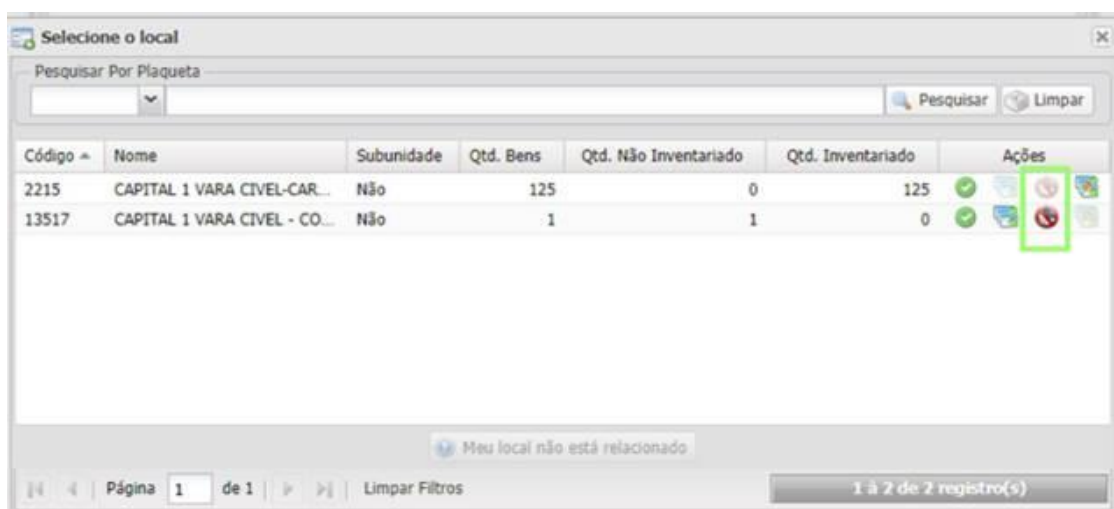 Selecione o local
Pesquisar Por Plaqueta
Pesquisar Limpar
Código Nome Subunidade Qtd. Bens Qtd. Não Inventariado Qtd. Inventariado Ações
2215 CAPITAL 1 VARA CIVEL-CAR... Não 125 0 125
13517 CAPITAL 1 VARA CIVEL - CO... Não 1 1 0
Meu local não está relacionado
Página 1 de 1 Limpar Filtros 1 à 2 de 2 registro(s)